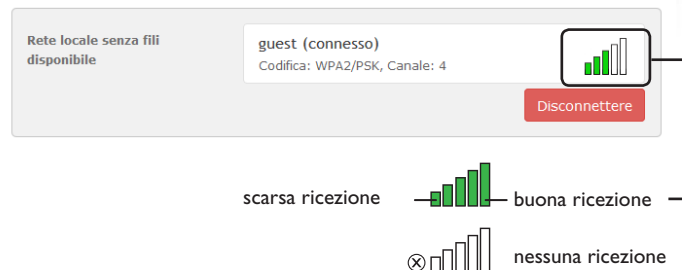 Rete locale senza fili
disponibile
guest (connesso)
Codifica: WPA2/PSK, Canale: 4
Disconnettere
scarsa ricezione
buona ricezione
nessuna ricezione